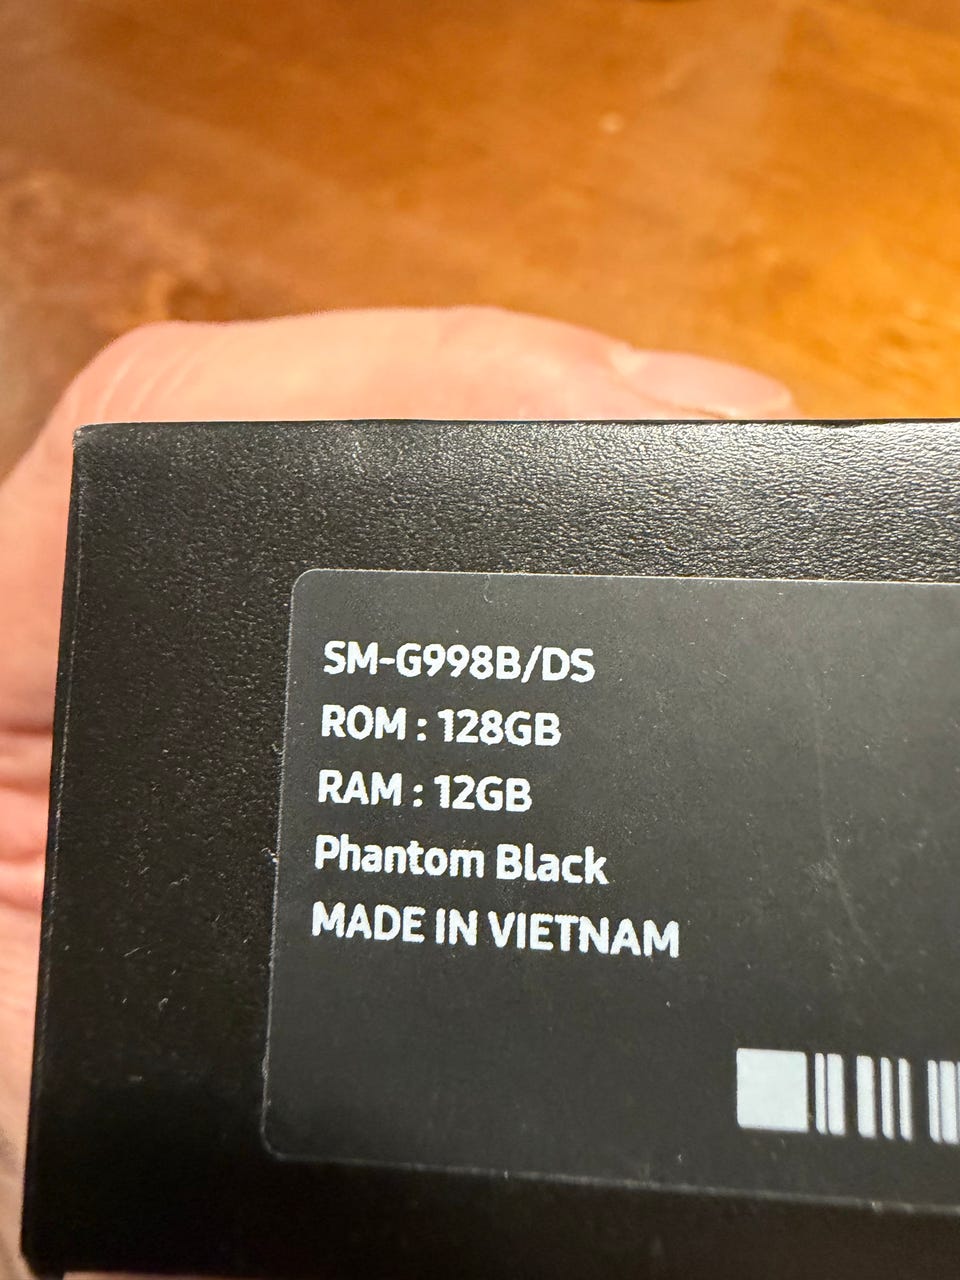 SM-G998B/DS
ROM : 128GB
RAM : 12GB
Phantom Black
MADE IN VIETNAM